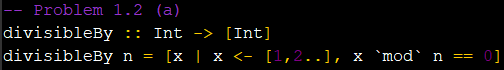 -- Problem 1.2 (a)
divisibleBy :: Int -> [Int]
divisibleBy n = [x | x <- [1,2..], x `mod` n == 0]